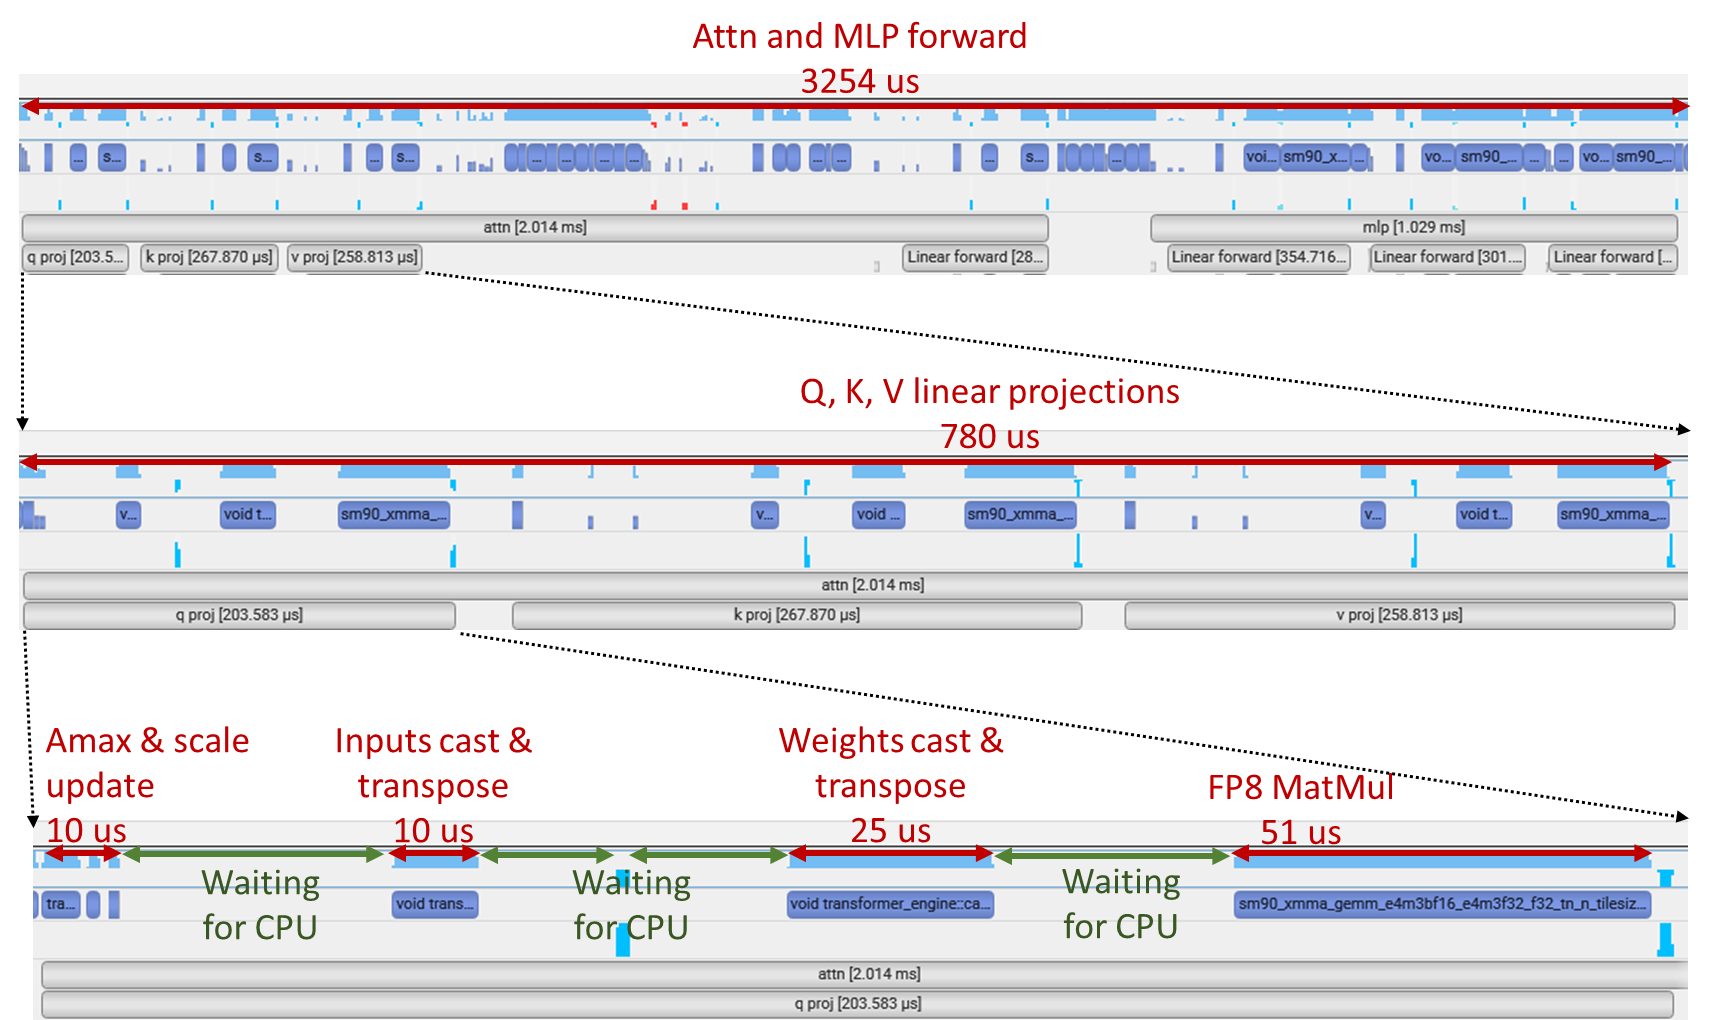 Attn and MLP forward
3254 us
... s... s... ... s... ... ... ... ... ... ... ... s... ... voi... sm90_x... ... vo... sm90_... ... ... vo... sm90_...
attn [2.014 ms] mlp [1.029 ms]
q proj [203.5... k proj [267.870 µs] v proj [258.813 µs] Linear forward [28... Linear forward [354.716... Linear forward [301.... Linear forward [...
Q, K, V linear projections
780 us
v... void t... sm90_xmma_... v... void ... sm90_xmma_... v... void t... sm90_xmma_...
attn [2.014 ms]
q proj [203.583 µs] k proj [267.870 µs] v proj [258.813 µs]
Amax & scale
update
10 us
Inputs cast &
transpose
10 us
Weights cast &
transpose
25 us
FP8 MatMul
51 us
Waiting
for CPU
Waiting
for CPU
Waiting
for CPU
tra... void trans... void transformer_engine::ca... sm90_xmma_gemm_e4m3bf16_e4m3f32_f32_tn_n_tilesiz...
attn [2.014 ms]
q proj [203.583 µs]